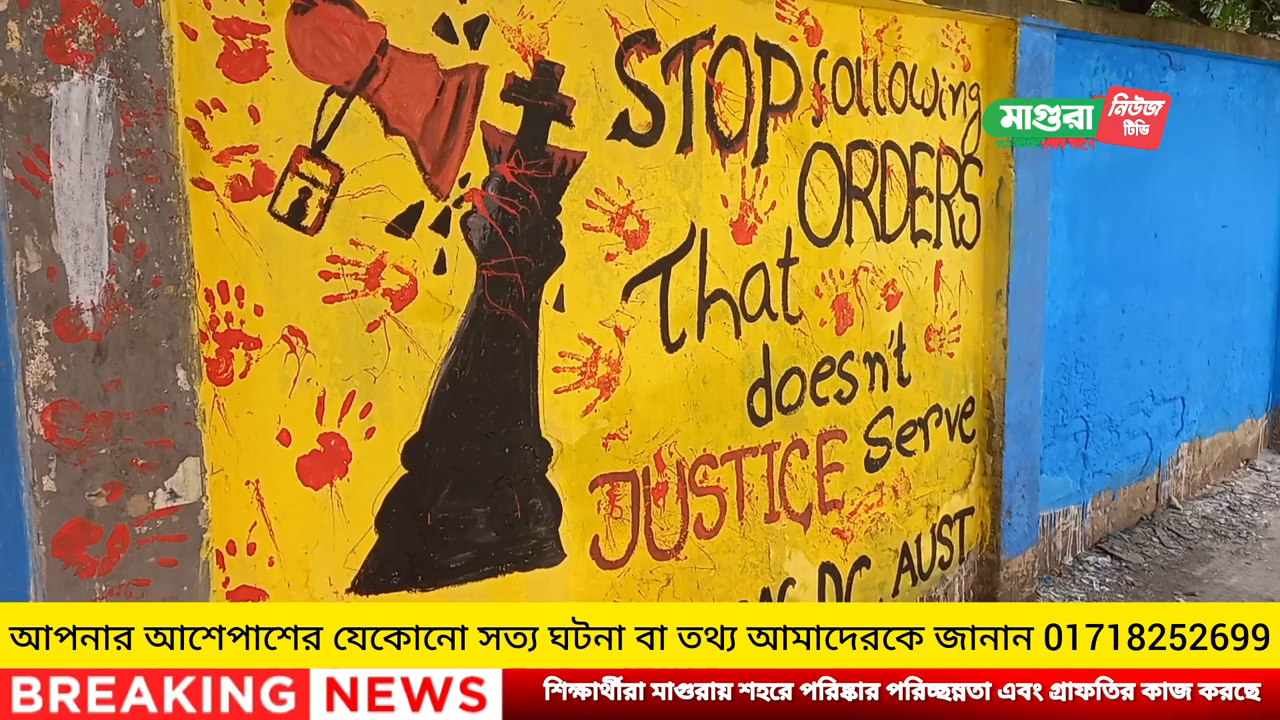 STOP following
ORDERS
That
doesn't
Serve
JUSTICE
DC, AUST
মাগুরা নিউজ
টিভি
আপনার আশেপাশের যেকোনো সত্য ঘটনা বা তথ্য আমাদেরকে জানান 01718252699
BREAKING NEWS
শিক্ষার্থীরা মাগুরায় শহরে পরিষ্কার পরিচ্ছন্নতা এবং গ্রাফতির কাজ করছে